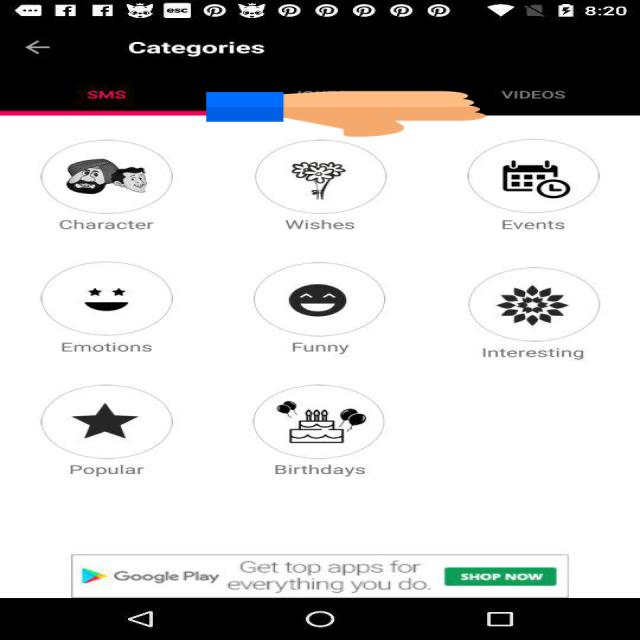 esc 8:20
Categories
SMS VIDEOS
Character Wishes Events
Emotions Funny Interesting
Popular Birthdays
Google Play Get top apps for everything you do. SHOP NOW